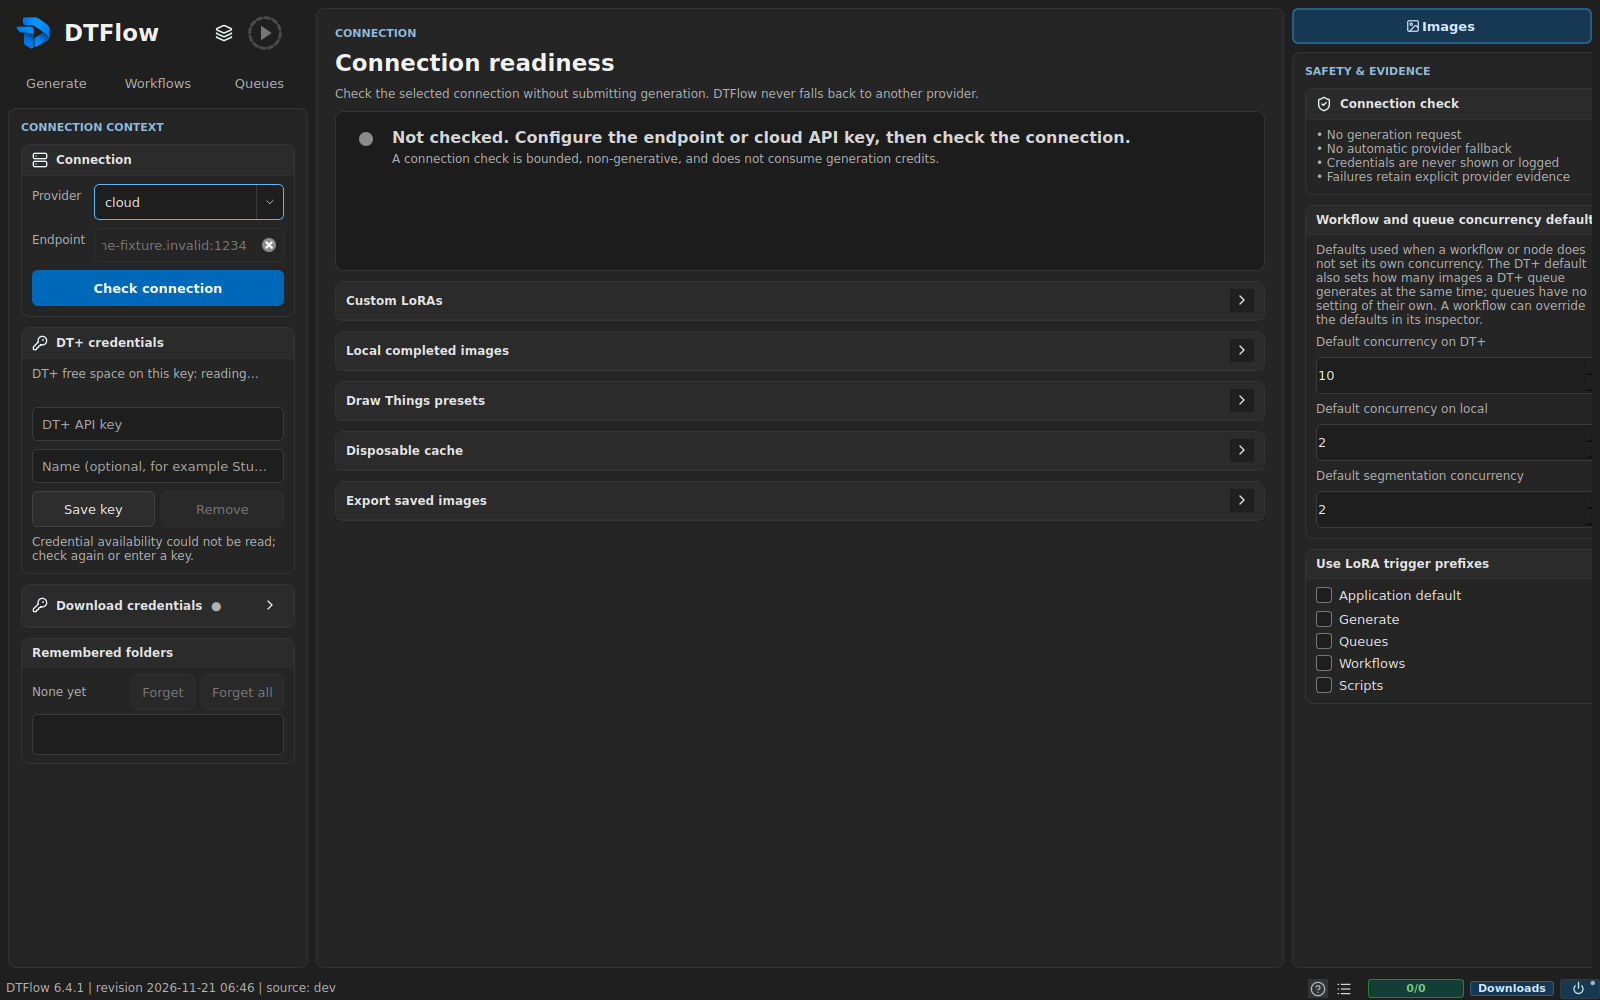 DTFlow
Generate
Workflows
Queues
CONNECTION CONTEXT
Connection
Provider
cloud
Endpoint
ne-fixture.invalid:1234
Check connection
DT+ credentials
DT+ free space on this key: reading...
DT+ API key
Name (optional, for example Stu...
Save key
Remove
Credential availability could not be read;
check again or enter a key.
Download credentials
Remembered folders
None yet
Forget
Forget all
CONNECTION
Connection readiness
Check the selected connection without submitting generation. DTFlow never falls back to another provider.
Not checked. Configure the endpoint or cloud API key, then check the connection.
A connection check is bounded, non-generative, and does not consume generation credits.
Custom LoRAs
Local completed images
Draw Things presets
Disposable cache
Export saved images
Images
SAFETY & EVIDENCE
Connection check
• No generation request
• No automatic provider fallback
• Credentials are never shown or logged
• Failures retain explicit provider evidence
Workflow and queue concurrency default
Defaults used when a workflow or node does
not set its own concurrency. The DT+ default
also sets how many images a DT+ queue
generates at the same time; queues have no
setting of their own. A workflow can override
the defaults in its inspector.
Default concurrency on DT+
10
Default concurrency on local
2
Default segmentation concurrency
2
Use LoRA trigger prefixes
Application default
Generate
Queues
Workflows
Scripts
DTFlow 6.4.1 | revision 2026-11-21 06:46 | source: dev
0/0
Downloads